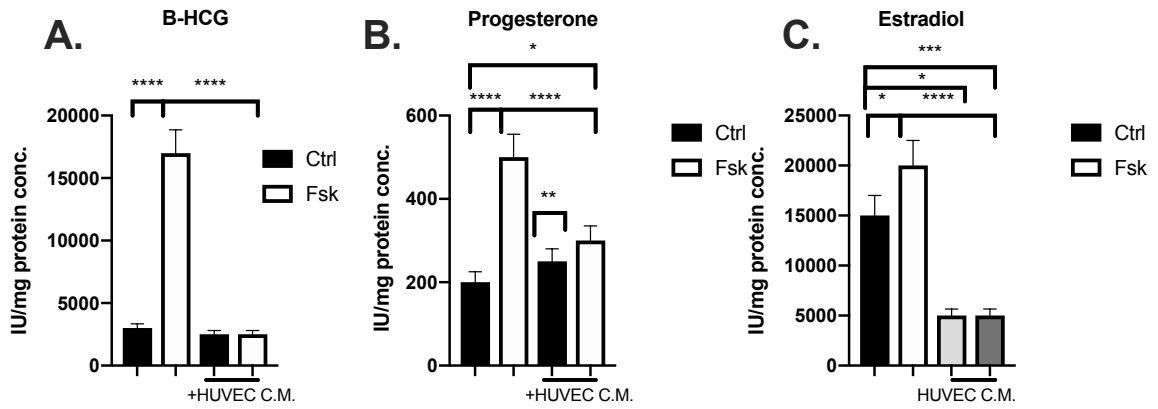 A.
B-HCG
****
****
20000
15000
10000
5000
0
IU/mg protein conc.
Ctrl
Fsk
+HUVEC C.M.
B.
Progesterone
*
****
****
**
600
400
200
0
IU/mg protein conc.
Ctrl
Fsk
+HUVEC C.M.
C.
Estradiol
***
*
*
****
25000
20000
15000
10000
5000
0
IU/mg protein conc.
Ctrl
Fsk
HUVEC C.M.